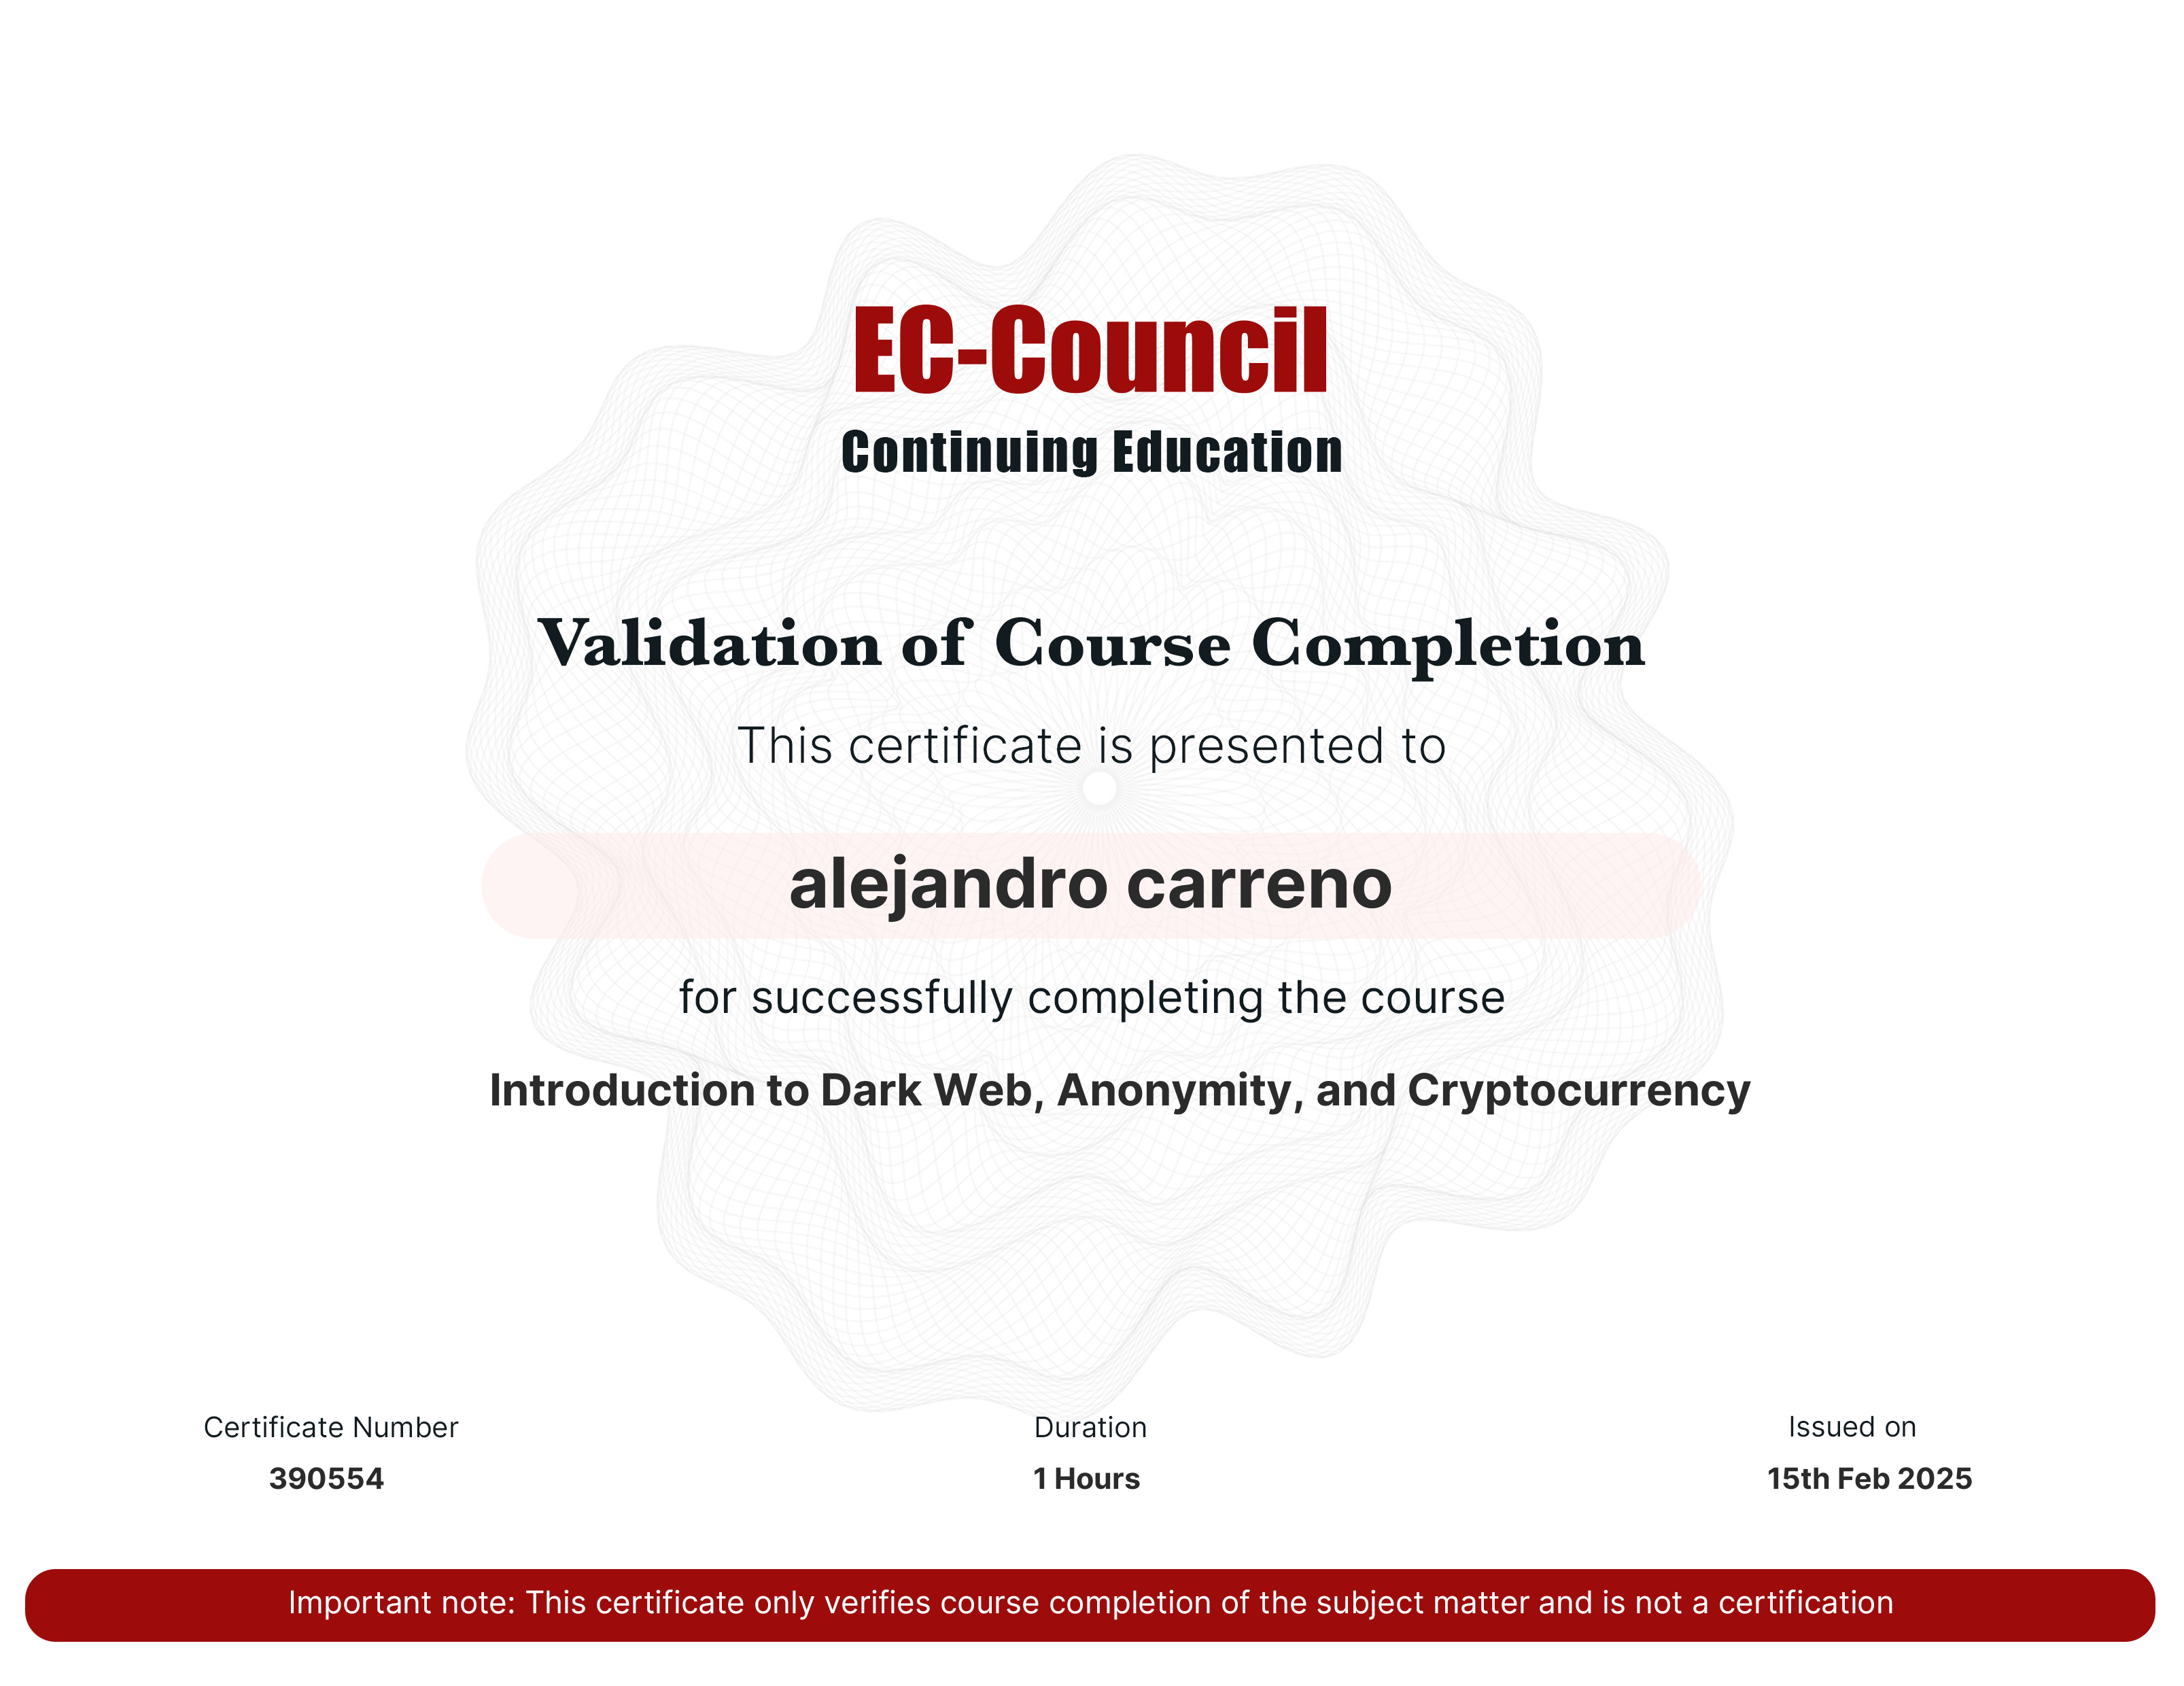 EC-Council
Continuing Education
Validation of Course Completion
This certificate is presented to
alejandro carreno
for successfully completing the course
Introduction to Dark Web, Anonymity, and Cryptocurrency
Certificate Number
390554
Duration
1 Hours
Issued on
15th Feb 2025
Important note: This certificate only verifies course completion of the subject matter and is not a certification